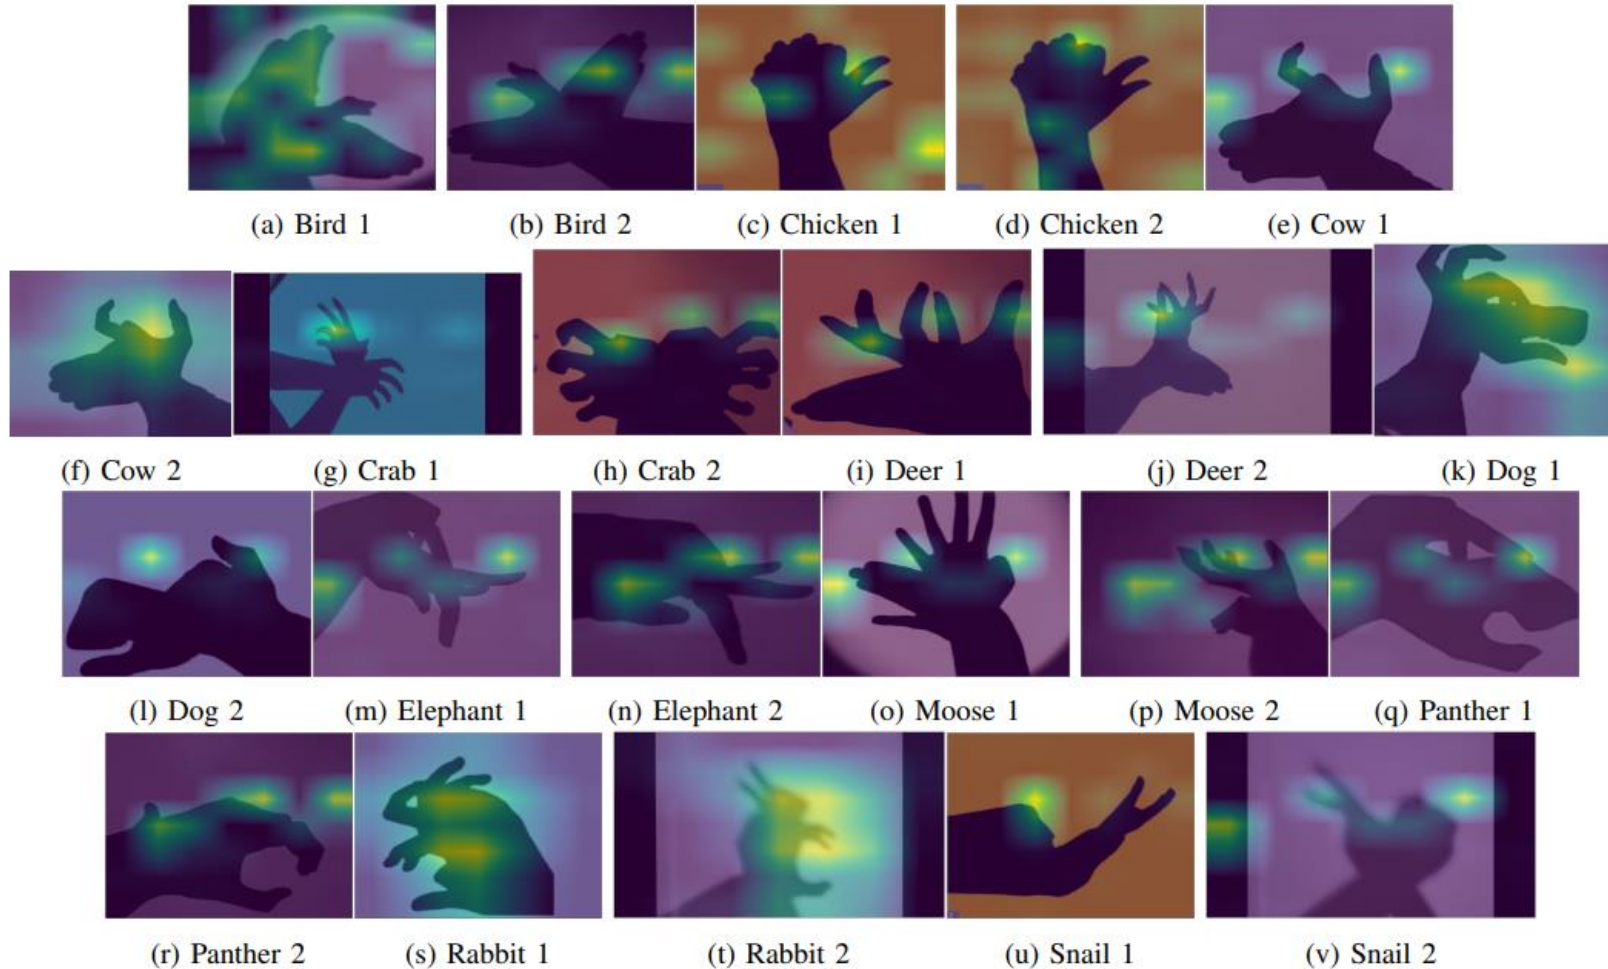 (a) Bird 1 (b) Bird 2 (c) Chicken 1 (d) Chicken 2 (e) Cow 1
(f) Cow 2 (g) Crab 1 (h) Crab 2 (i) Deer 1 (j) Deer 2 (k) Dog 1
(l) Dog 2 (m) Elephant 1 (n) Elephant 2 (o) Moose 1 (p) Moose 2 (q) Panther 1
(r) Panther 2 (s) Rabbit 1 (t) Rabbit 2 (u) Snail 1 (v) Snail 2